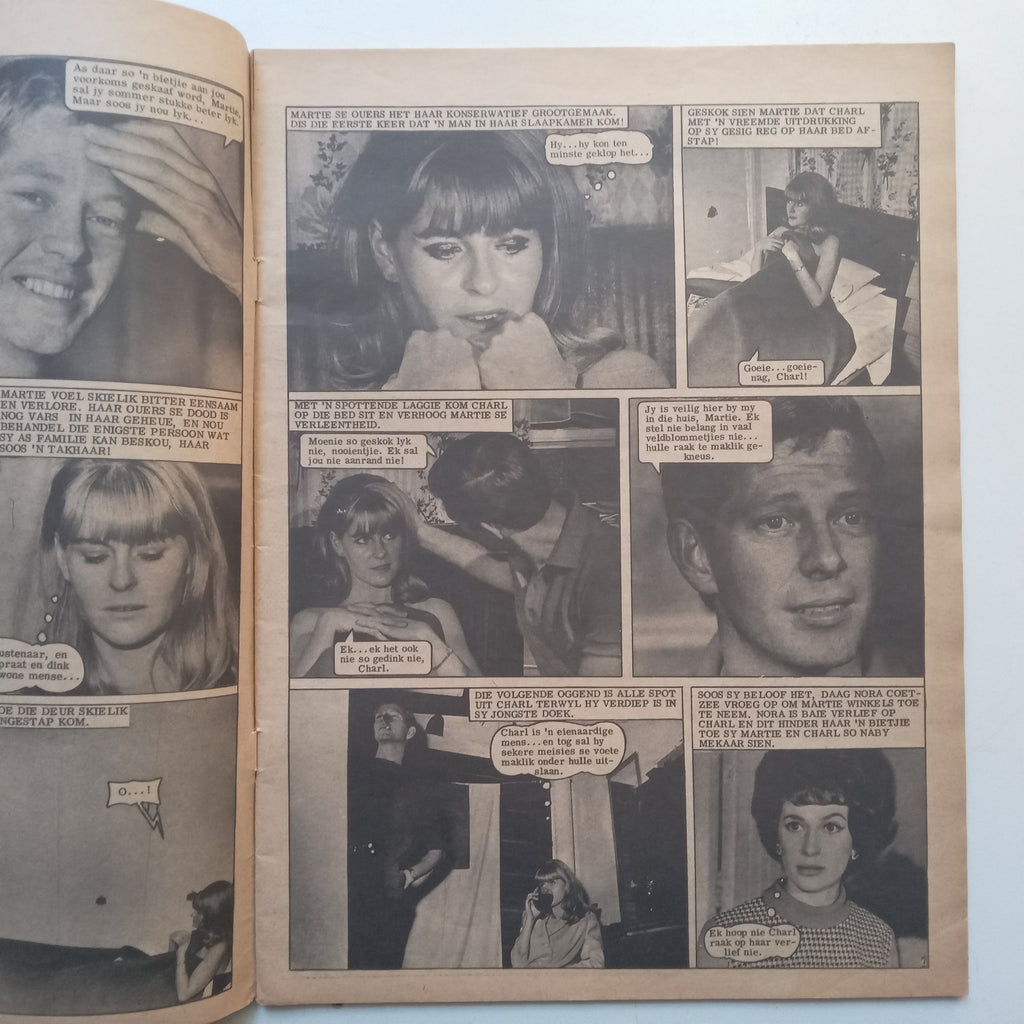 As daar so 'n bietjie aan jou
voorkoms geskaaf word, Martie,
sal jy sommer stukke beter lyk.
Maar soos jy nou lyk...
MARTIE VOEL SKIELIK BITTER EENSAAM
EN VERLORE. HAAR OUERS SE DOOD IS
NOG VARS IN HAAR GEHEUE, EN NOU
BEHANDEL DIE ENIGSTE PERSOON WAT
SY AS FAMILIE KAN BESKOU, HAAR
SOOS 'N TAKHAAR!
ustenaar, en
praat en dink
wone mense...
OE DIE DEUR SKIELIK
NGESTAP KOM.
O...!
MARTIE SE OUERS HET HAAR KONSERWATIEF GROOTGEMAAK.
DIS DIE EERSTE KEER DAT 'N MAN IN HAAR SLAAPKAMER KOM!
Hy...hy kon ten
minste geklop het...
GESKOK SIEN MARTIE DAT CHARL
MET 'N VREEMDE UITDRUKKING
OP SY GESIG REG OP HAAR BED AF-
STAP!
Goeie...goeie-
nag, Charl!
MET 'N SPOTTENDE LAGGIE KOM CHARL
OP DIE BED SIT EN VERHOOG MARTIE SE
VERLEENTHEID.
Moenie so geskok lyk
nie, nooientjie. Ek sal
jou nie aanrand nie!
Ek...ek het ook
nie so gedink nie,
Charl.
Jy is veilig hier by my
in die huis, Martie. Ek
stel nie belang in vaal
veldblommetjies nie...
hulle raak te maklik ge-
kneus.
DIE VOLGENDE OGGEND IS ALLE SPOT
UIT CHARL TERWYL HY VERDIEP IS IN
SY JONGSTE DOEK.
Charl is 'n eienaardige
mens...en tog sal hy
sekere meisies se voete
maklik onder hulle uit-
slaan.
SOOS SY BELOOF HET, DAAG NORA COET-
ZEE VROEG OP OM MARTIE WINKELS TOE
TE NEEM. NORA IS BAIE VERLIEF OP
CHARL EN DIT HINDER HAAR 'N BIETJIE
TOE SY MARTIE EN CHARL SO NABY
MEKAAR SIEN.
Ek hoop nie Charl
raak op haar ver-
lief nie.